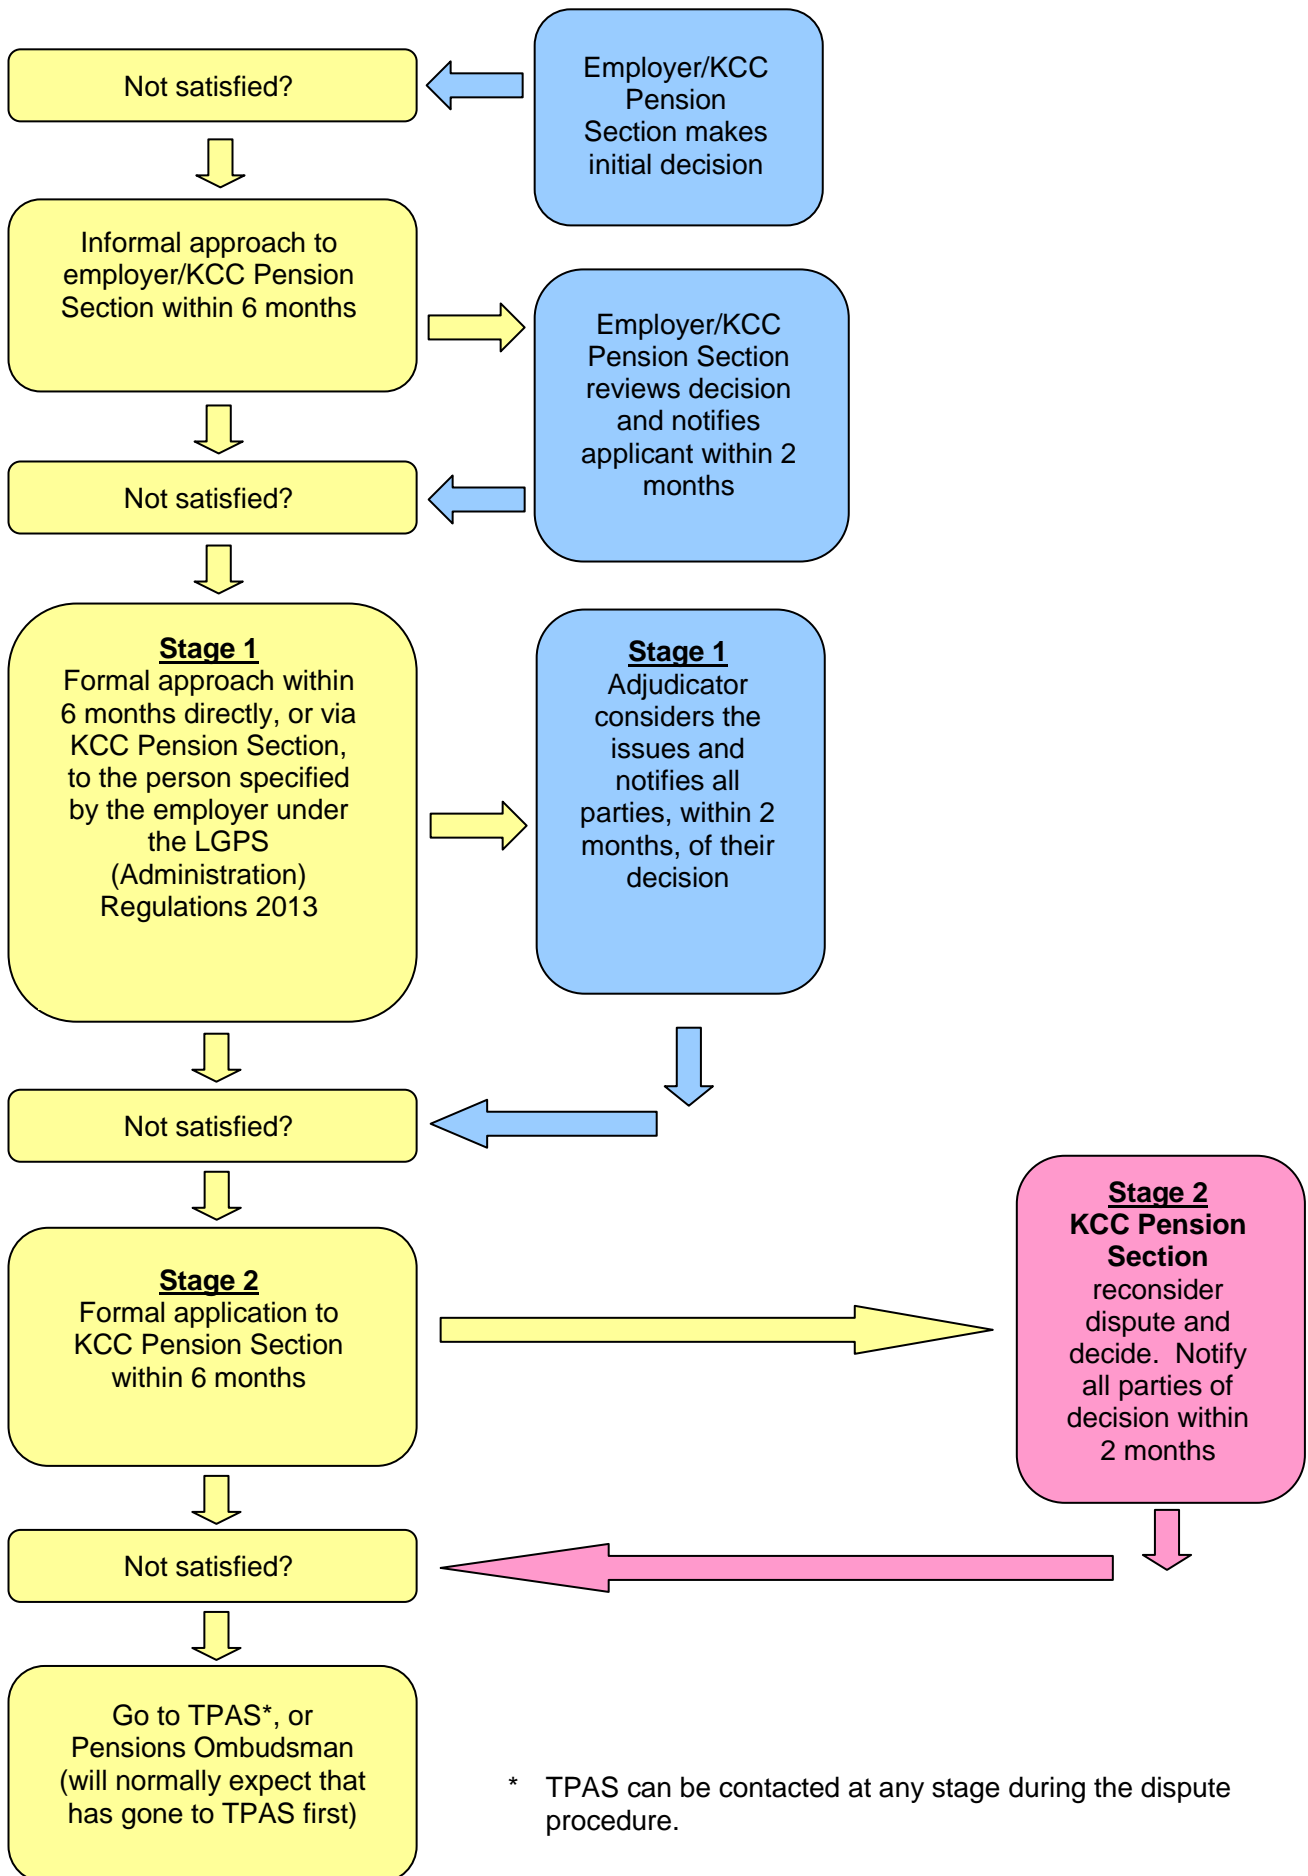 Not satisfied?
Employer/KCC
Pension
Section makes
initial decision
Informal approach to
employer/KCC Pension
Section within 6 months
Employer/KCC
Pension Section
reviews decision
and notifies
applicant within 2
months
Not satisfied?
Stage 1
Formal approach within
6 months directly, or via
KCC Pension Section,
to the person specified
by the employer under
the LGPS
(Administration)
Regulations 2013
Stage 1
Adjudicator
considers the
issues and
notifies all
parties, within 2
months, of their
decision
Not satisfied?
Stage 2
Formal application to
KCC Pension Section
within 6 months
Stage 2
KCC Pension
Section
reconsider
dispute and
decide. Notify
all parties of
decision within
2 months
Not satisfied?
Go to TPAS*, or
Pensions Ombudsman
(will normally expect that
has gone to TPAS first)
* TPAS can be contacted at any stage during the dispute
procedure.